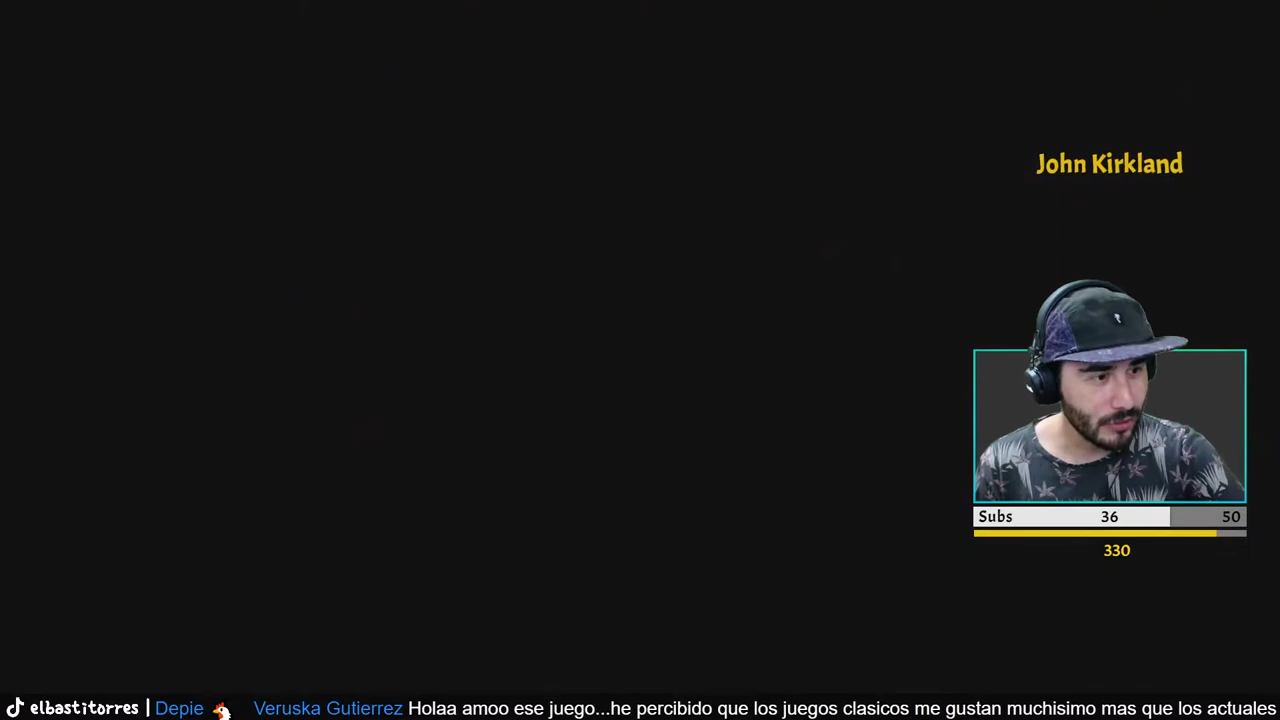 John Kirkland
Subs 36 50
330
elbastitorres | Depie Veruska Gutierrez Holaa amoo ese juego...he percibido que los juegos clasicos me gustan muchisimo mas que los actuales